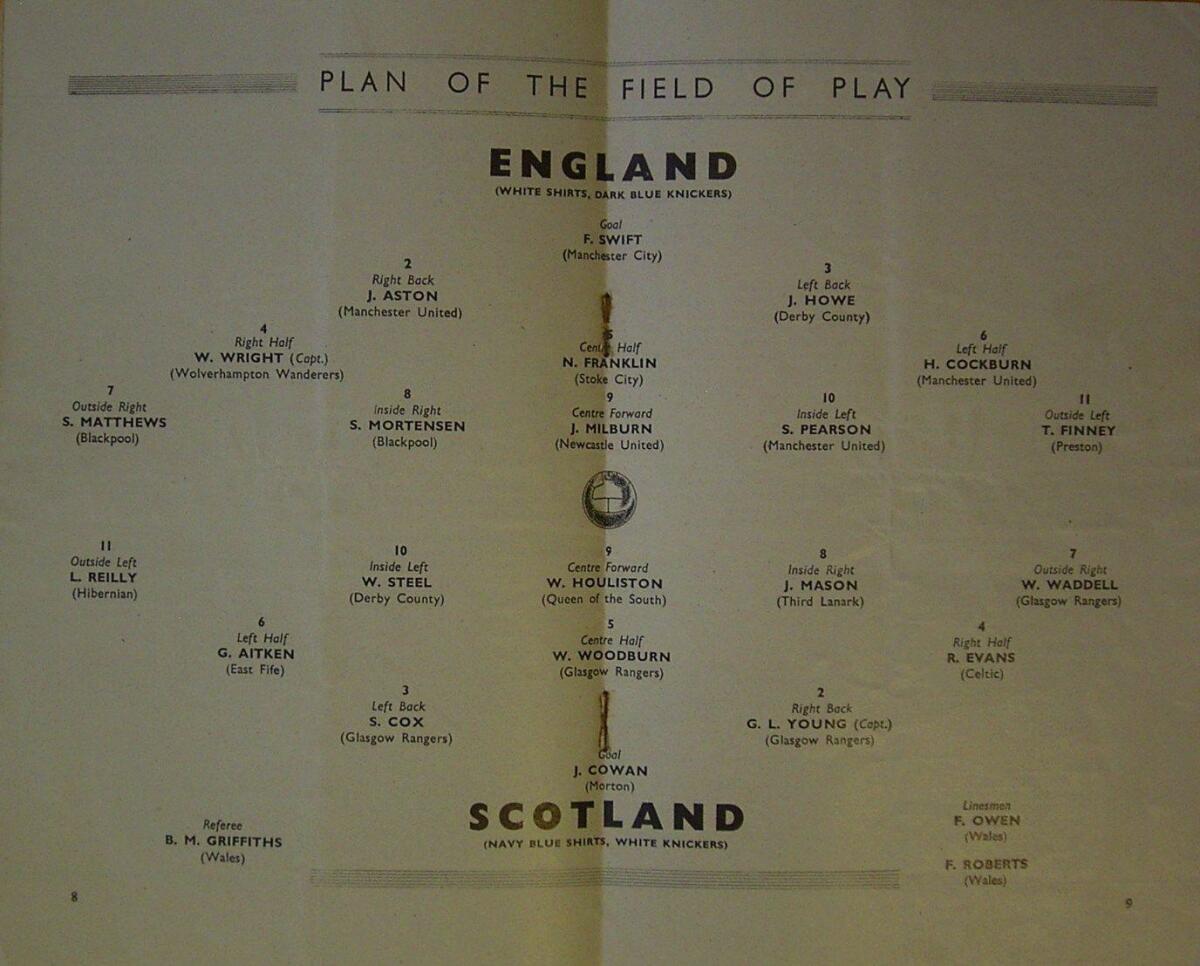 PLAN OF THE FIELD OF PLAY
ENGLAND
(WHITE SHIRTS, DARK BLUE KNICKERS)
Goal
F. SWIFT
(Manchester City)
2
Right Back
J. ASTON
(Manchester United)
3
Left Back
J. HOWE
(Derby County)
4
Right Half
W. WRIGHT (Capt.)
(Wolverhampton Wanderers)
5
Centre Half
N. FRANKLIN
(Stoke City)
6
Left Half
H. COCKBURN
(Manchester United)
7
Outside Right
S. MATTHEWS
(Blackpool)
8
Inside Right
S. MORTENSEN
(Blackpool)
9
Centre Forward
J. MILBURN
(Newcastle United)
10
Inside Left
S. PEARSON
(Manchester United)
11
Outside Left
T. FINNEY
(Preston)
11
Outside Left
L. REILLY
(Hibernian)
10
Inside Left
W. STEEL
(Derby County)
9
Centre Forward
W. HOULISTON
(Queen of the South)
8
Inside Right
J. MASON
(Third Lanark)
7
Outside Right
W. WADDELL
(Glasgow Rangers)
6
Left Half
G. AITKEN
(East Fife)
5
Centre Half
W. WOODBURN
(Glasgow Rangers)
4
Right Half
R. EVANS
(Celtic)
3
Left Back
S. COX
(Glasgow Rangers)
2
Right Back
G. L. YOUNG (Capt.)
(Glasgow Rangers)
Goal
J. COWAN
(Morton)
SCOTLAND
(NAVY BLUE SHIRTS, WHITE KNICKERS)
Referee
B. M. GRIFFITHS
(Wales)
Linesmen
F. OWEN
(Wales)
F. ROBERTS
(Wales)
8
9